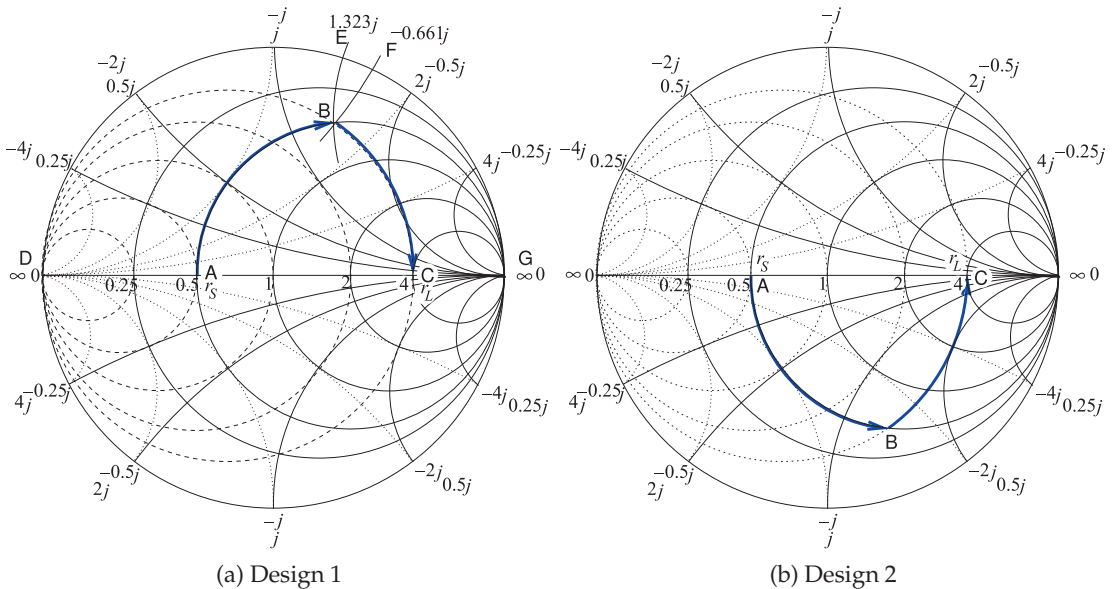 −j
j
1.323j
E
−0.661j
F
−2j
0.5j
−0.5j
2j
B
−4j
0.25j
−0.25j
4j
D
∞ 0
0.25
0.5
A
r_S
1
2
4
C
r_L
G
∞ 0
−0.25j
4j
−4j
0.25j
−0.5j
2j
−2j
0.5j
−j
j
(a) Design 1
−j
j
−2j
0.5j
−0.5j
2j
−4j
0.25j
−0.25j
4j
∞ 0
0.25
0.5
r_S
A
1
2
4
r_L
C
∞ 0
−0.25j
4j
−4j
0.25j
B
−0.5j
2j
−2j
0.5j
−j
j
(b) Design 2